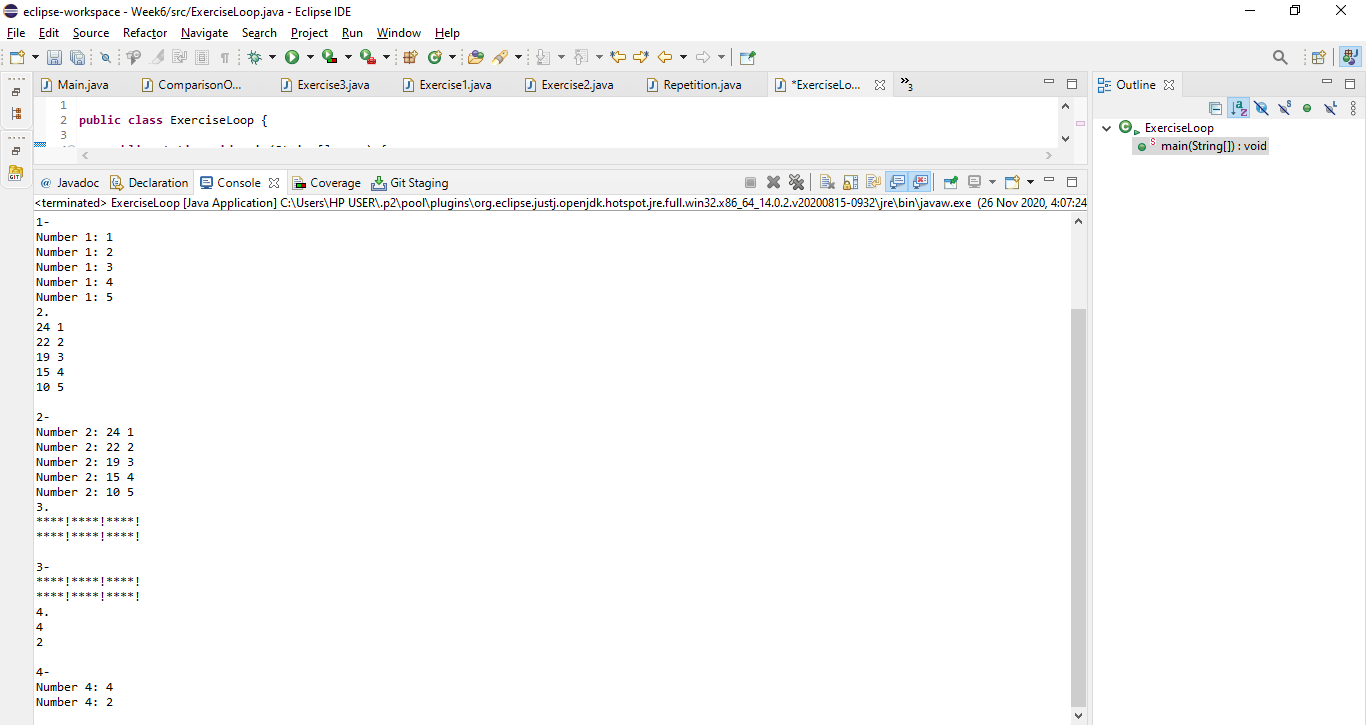 eclipse-workspace - Week6/src/ExerciseLoop.java - Eclipse IDE
File Edit Source Refactor Navigate Search Project Run Window Help
Main.java ComparisonO... Exercise3.java Exercise1.java Exercise2.java Repetition.java *ExerciseLo... »3
Outline
1
2 public class ExerciseLoop {
3
ExerciseLoop
main(String[]) : void
@ Javadoc Declaration Console Coverage Git Staging
<terminated> ExerciseLoop [Java Application] C:\Users\HP USER\.p2\pool\plugins\org.eclipse.justj.openjdk.hotspot.jre.full.win32.x86_64_14.0.2.v20200815-0932\jre\bin\javaw.exe (26 Nov 2020, 4:07:24
1-
Number 1: 1
Number 1: 2
Number 1: 3
Number 1: 4
Number 1: 5
2.
24 1
22 2
19 3
15 4
10 5
2-
Number 2: 24 1
Number 2: 22 2
Number 2: 19 3
Number 2: 15 4
Number 2: 10 5
3.
****!****!****!
****!****!****!
3-
****!****!****!
****!****!****!
4.
4
2
4-
Number 4: 4
Number 4: 2